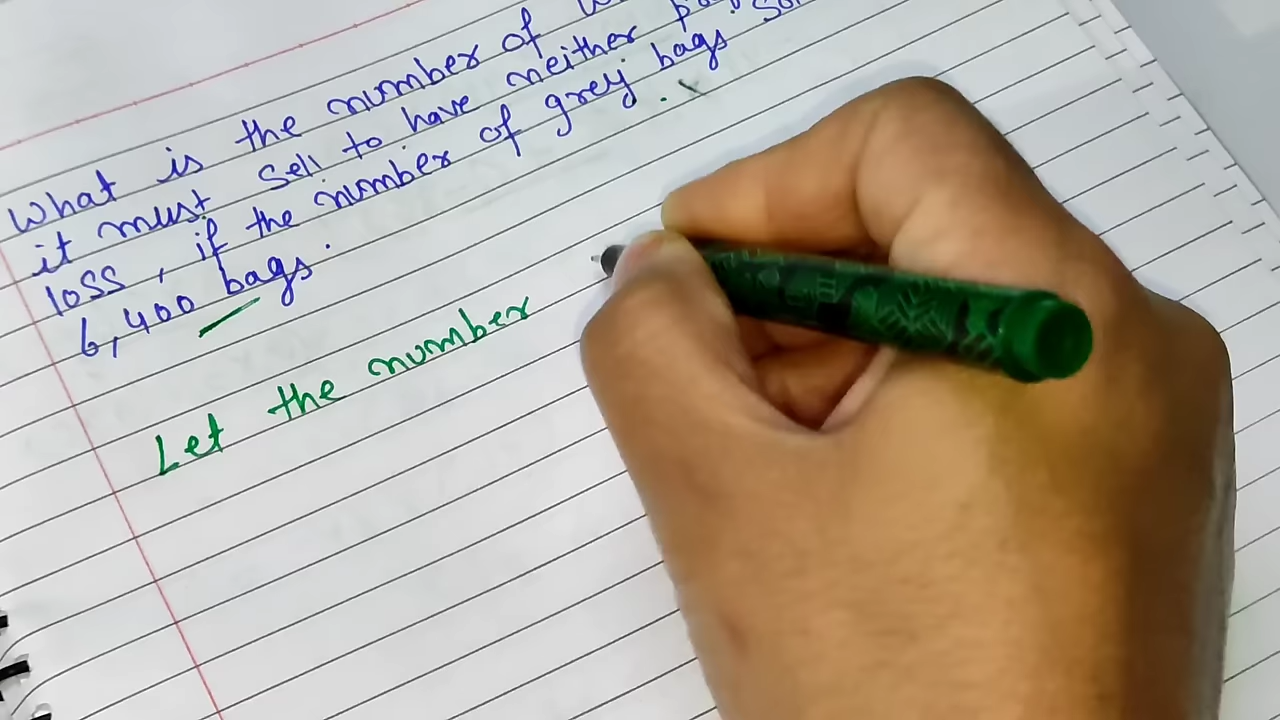 What is the number of
it must sell to have neither
loss, if the number of grey bags
6,400 bags.
Let the number